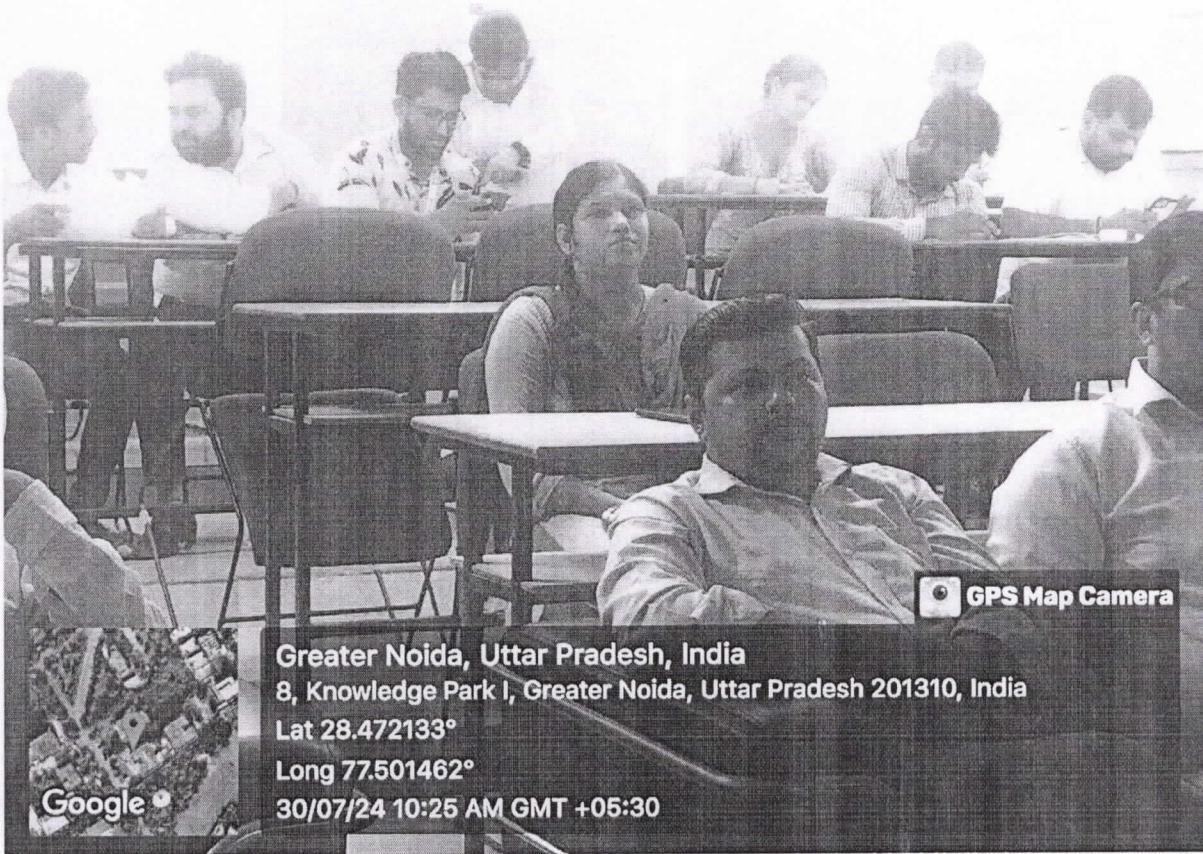 GPS Map Camera
Greater Noida, Uttar Pradesh, India
8, Knowledge Park I, Greater Noida, Uttar Pradesh 201310, India
Lat 28.472133°
Long 77.501462°
30/07/24 10:25 AM GMT +05:30
Google